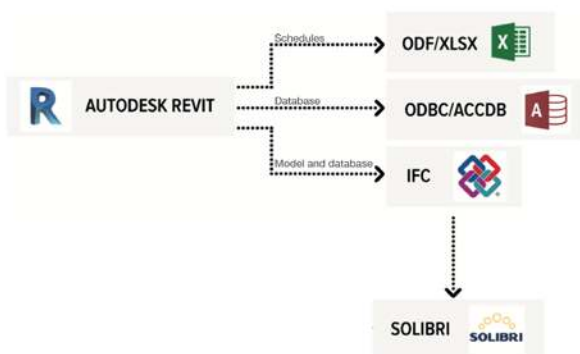 Schedules
ODF/XLSX
X
R
AUTODESK REVIT
Database
ODBC/ACCDB
A
Model and database
IFC
SOLIBRI
SOLIBRI